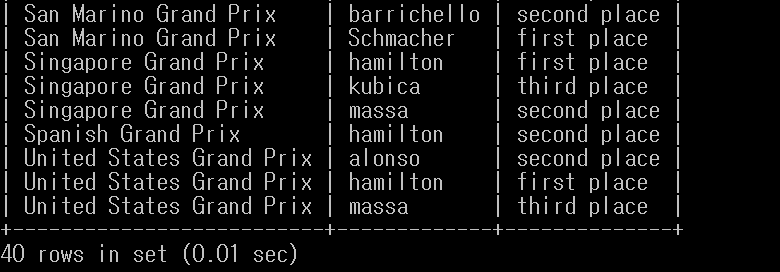 | San Marino Grand Prix | barrichello | second place |
| San Marino Grand Prix | Schmacher | first place |
| Singapore Grand Prix | hamilton | first place |
| Singapore Grand Prix | kubica | third place |
| Singapore Grand Prix | massa | second place |
| Spanish Grand Prix | hamilton | second place |
| United States Grand Prix | alonso | second place |
| United States Grand Prix | hamilton | first place |
| United States Grand Prix | massa | third place |
+--------------------------+-------------+--------------+
40 rows in set (0.01 sec)